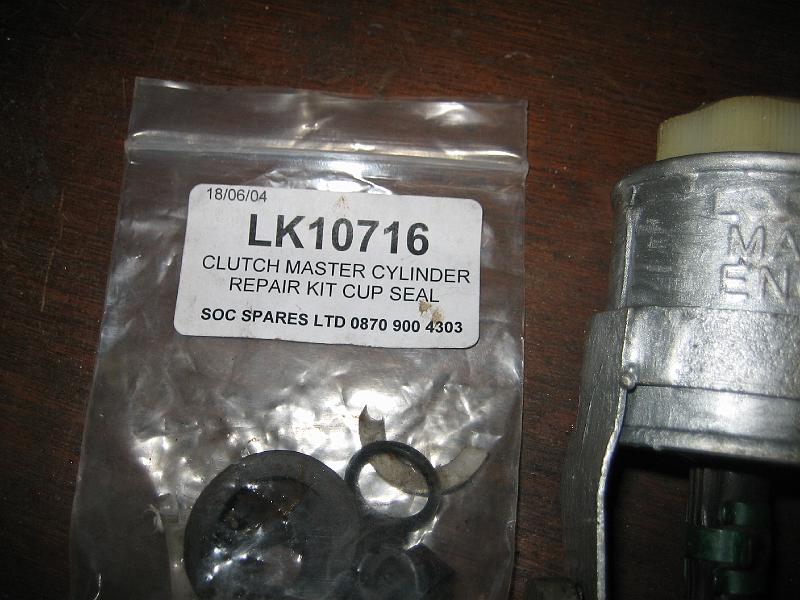 18/06/04
LK10716
CLUTCH MASTER CYLINDER
REPAIR KIT CUP SEAL
SOC SPARES LTD 0870 900 4303
MA
EN